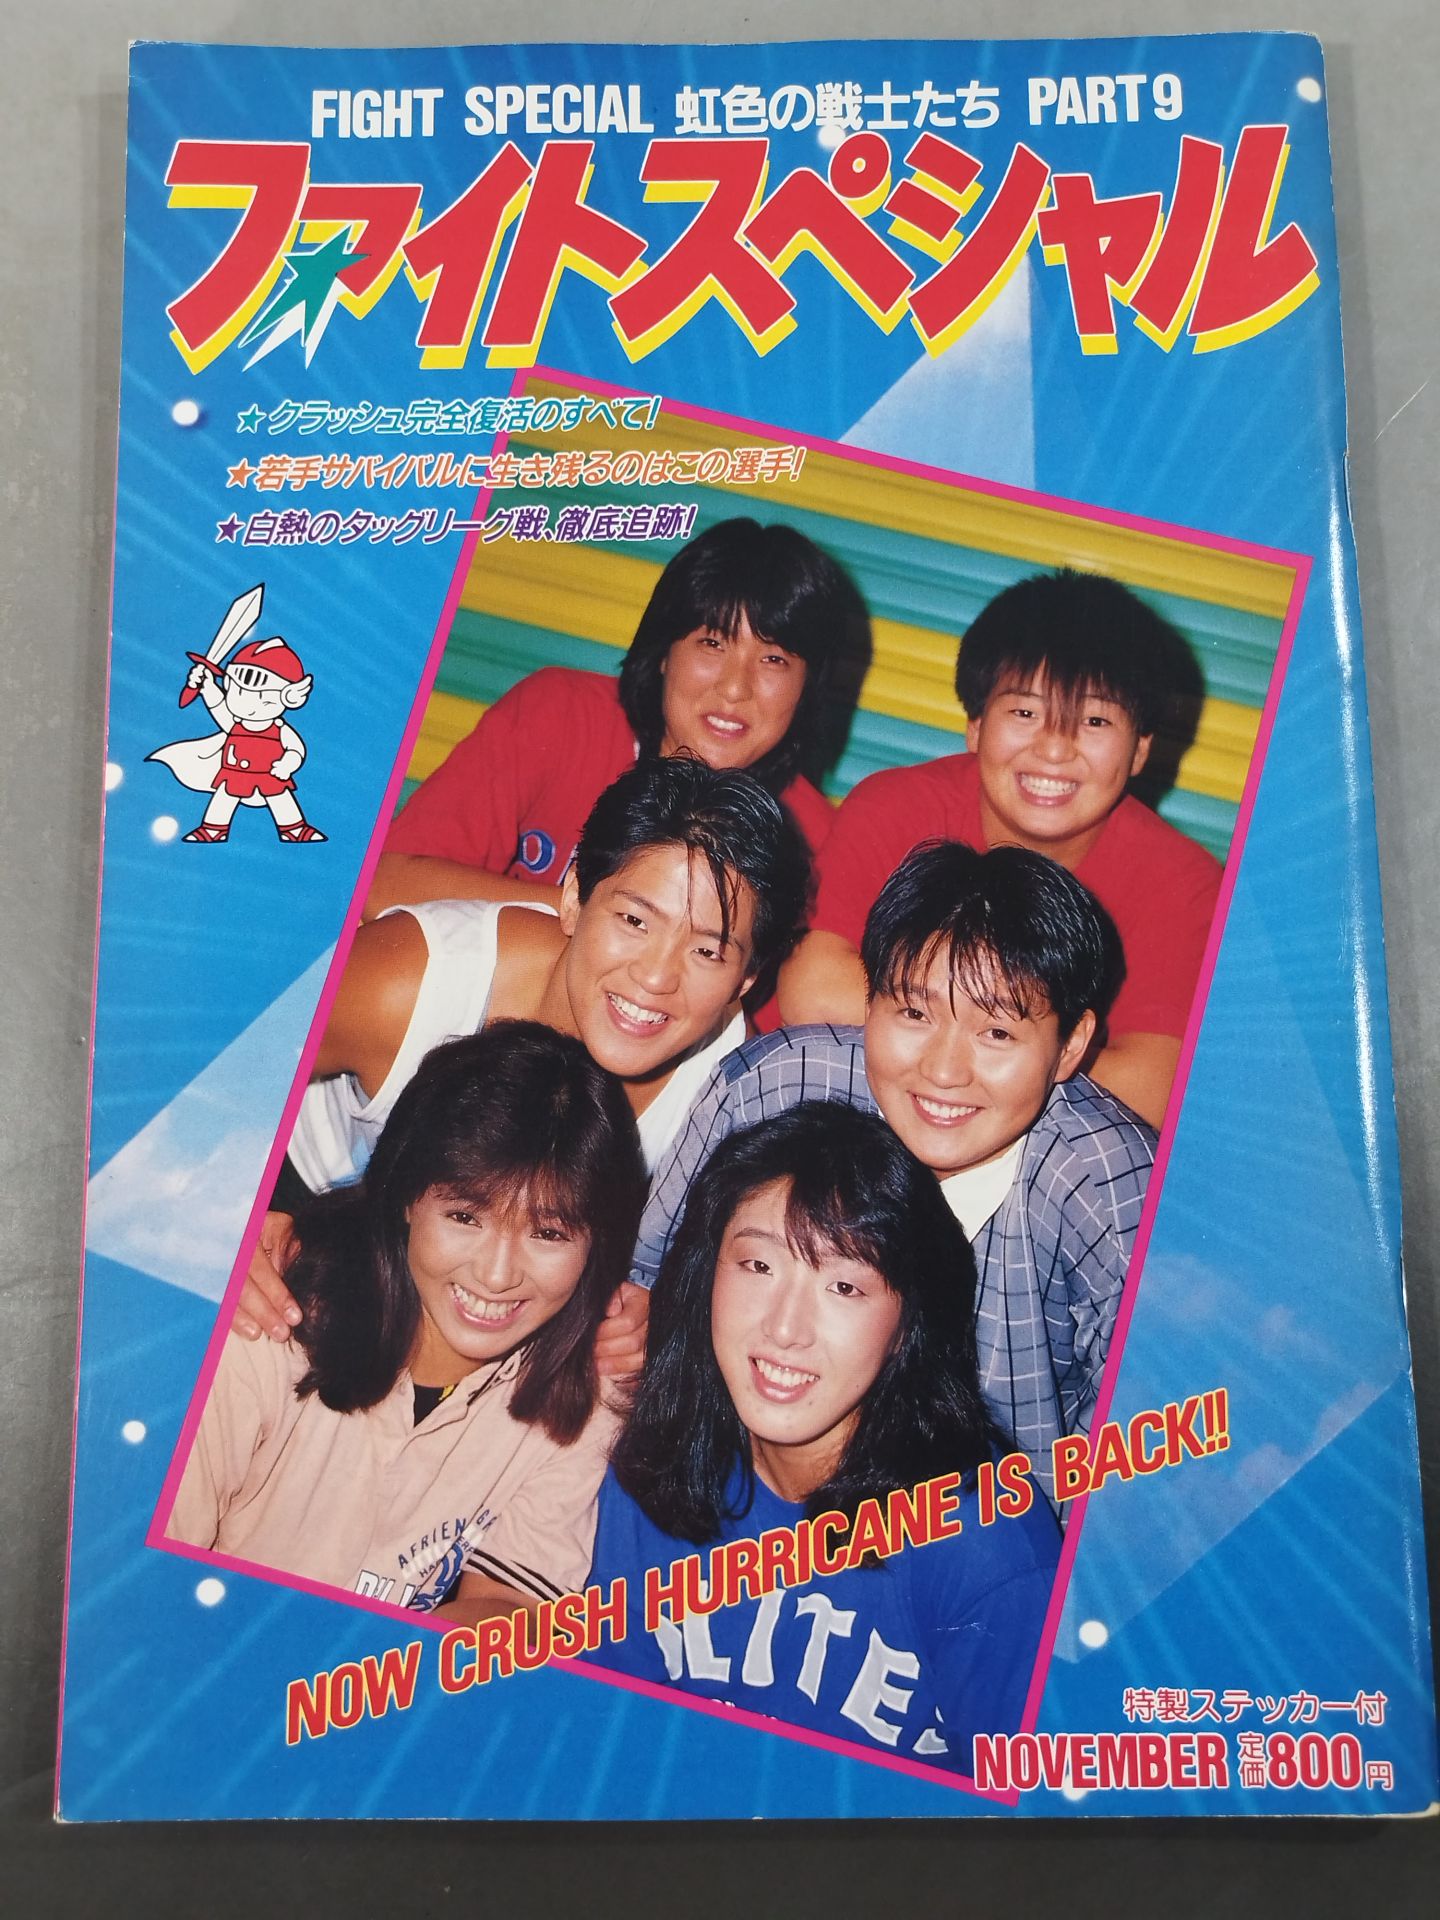 FIGHT SPECIAL 虹色の戦士たち PART9
ファイトスペシャル
★クラッシュ完全復活のすべて!
★若手サバイバルに生き残るのはこの選手!
★白熱のタッグリーグ戦、徹底追跡!
L.
AFRIEN
NOW CRUSH HURRICANE IS BACK!!
特製ステッカー付
NOVEMBER 定価800円